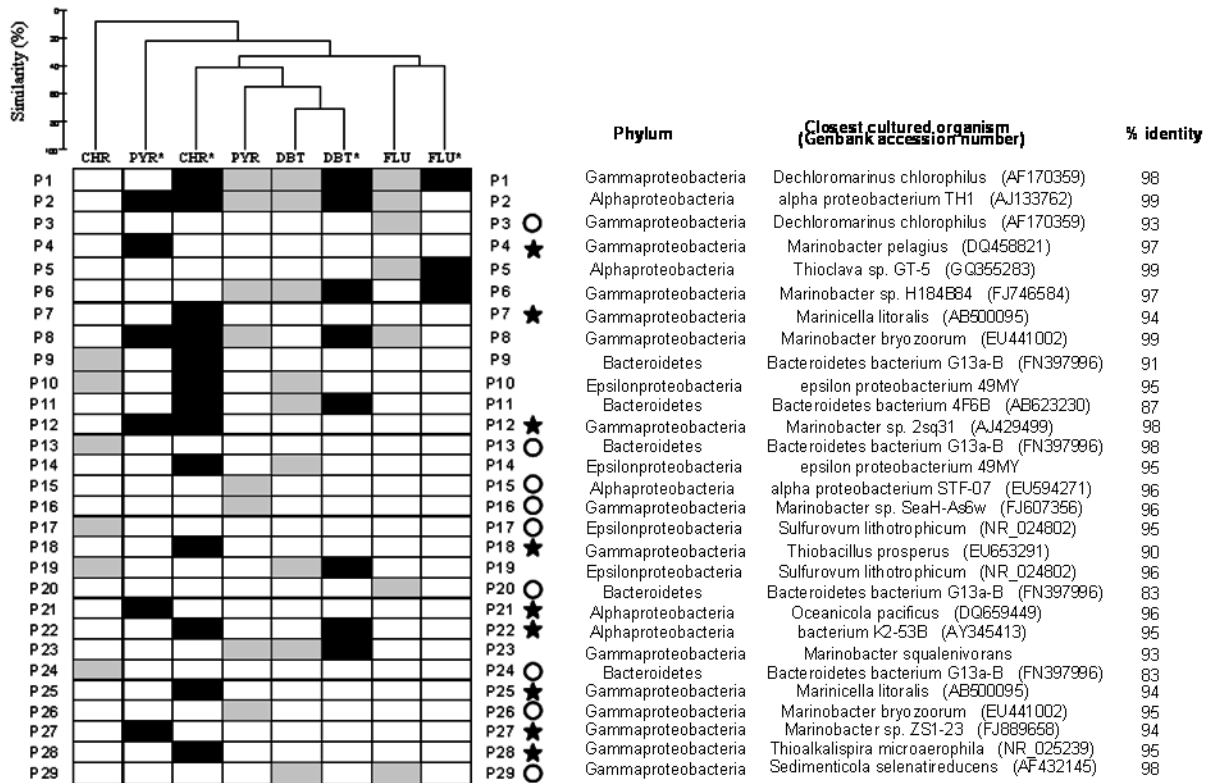 Similarity (%)
0
20
40
60
80
100
CHR PYR* CHR* PYR DBT DBT* FLU FLU*
Phylum Closest cultured organism (Genbank accession number) % identity
P1 P1 Gammaproteobacteria Dechloromarinus chlorophilus (AF170359) 98
P2 P2 Alphaproteobacteria alpha proteobacterium TH1 (AJ133762) 99
P3 P3 Gammaproteobacteria Dechloromarinus chlorophilus (AF170359) 93
P4 P4 ★ Gammaproteobacteria Marinobacter pelagius (DQ458821) 97
P5 P5 Alphaproteobacteria Thioclava sp. GT-5 (GQ355283) 99
P6 P6 Gammaproteobacteria Marinobacter sp. H184B84 (FJ746584) 97
P7 P7 ★ Gammaproteobacteria Marinicella litoralis (AB500095) 94
P8 P8 Gammaproteobacteria Marinobacter bryozoorum (EU441002) 99
P9 P9 Bacteroidetes Bacteroidetes bacterium G13a-B (FN397996) 91
P10 P10 Epsilonproteobacteria epsilon proteobacterium 49MY 95
P11 P11 Bacteroidetes Bacteroidetes bacterium 4F6B (AB623230) 87
P12 P12 ★ Gammaproteobacteria Marinobacter sp. 2sq31 (AJ429499) 98
P13 P13 Bacteroidetes Bacteroidetes bacterium G13a-B (FN397996) 98
P14 P14 Epsilonproteobacteria epsilon proteobacterium 49MY 95
P15 P15 Alphaproteobacteria alpha proteobacterium STF-07 (EU594271) 96
P16 P16 Gammaproteobacteria Marinobacter sp. SeaH-As6w (FJ607356) 96
P17 P17 Epsilonproteobacteria Sulfurovum lithotrophicum (NR_024802) 95
P18 P18 ★ Gammaproteobacteria Thiobacillus prosperus (EU653291) 90
P19 P19 Epsilonproteobacteria Sulfurovum lithotrophicum (NR_024802) 96
P20 P20 Bacteroidetes Bacteroidetes bacterium G13a-B (FN397996) 83
P21 P21 ★ Alphaproteobacteria Oceanicola pacificus (DQ659449) 96
P22 P22 ★ Alphaproteobacteria bacterium K2-53B (AY345413) 95
P23 P23 Gammaproteobacteria Marinobacter squalenivorans 93
P24 P24 Bacteroidetes Bacteroidetes bacterium G13a-B (FN397996) 83
P25 P25 ★ Gammaproteobacteria Marinicella litoralis (AB500095) 94
P26 P26 Gammaproteobacteria Marinobacter bryozoorum (EU441002) 95
P27 P27 ★ Gammaproteobacteria Marinobacter sp. ZS1-23 (FJ889658) 94
P28 P28 ★ Gammaproteobacteria Thioalkalispira microaerophila (NR_025239) 95
P29 P29 Gammaproteobacteria Sedimenticola selenatireducens (AF432145) 98